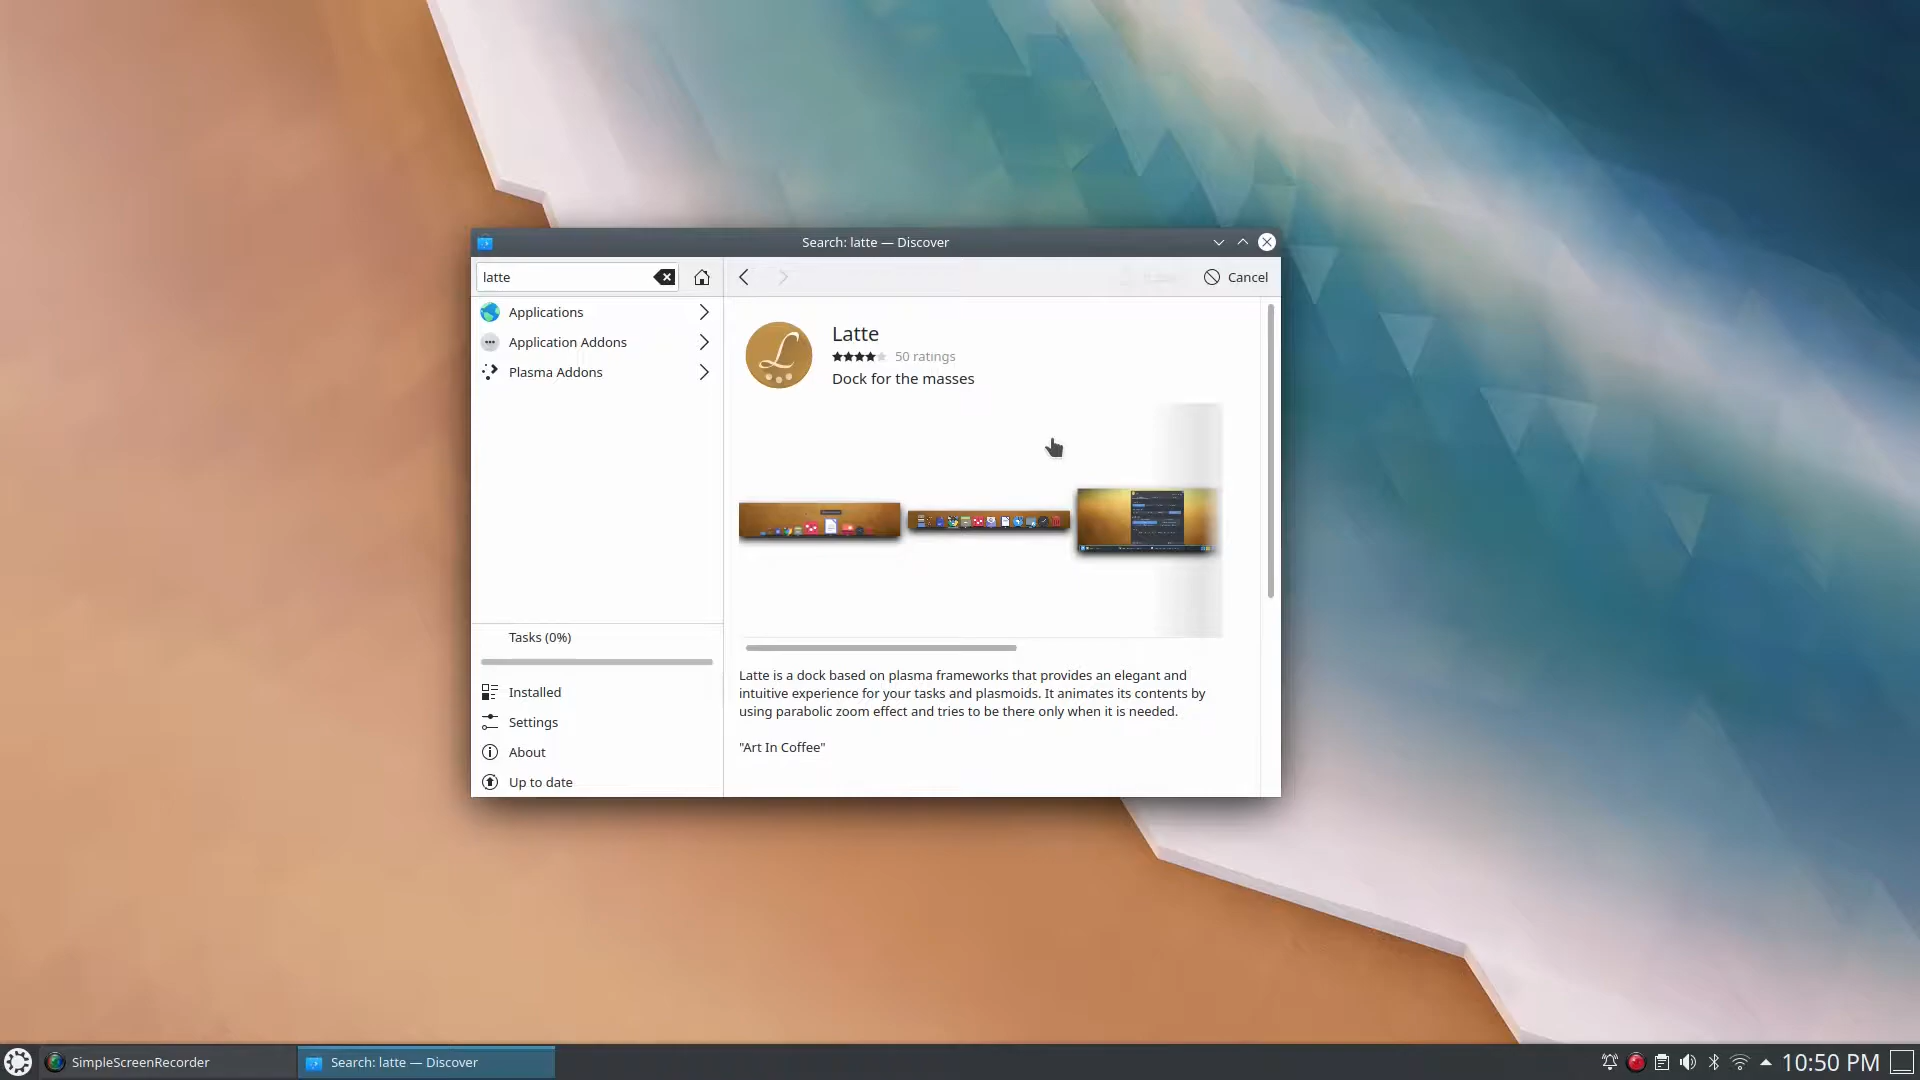 Search: latte — Discover
latte
Cancel
Applications
Application Addons
Plasma Addons
Latte
50 ratings
Dock for the masses
Latte is a dock based on plasma frameworks that provides an elegant and
intuitive experience for your tasks and plasmoids. It animates its contents by
using parabolic zoom effect and tries to be there only when it is needed.
"Art In Coffee"
Tasks (0%)
Installed
Settings
About
Up to date
SimpleScreenRecorder
Search: latte — Discover
10:50 PM